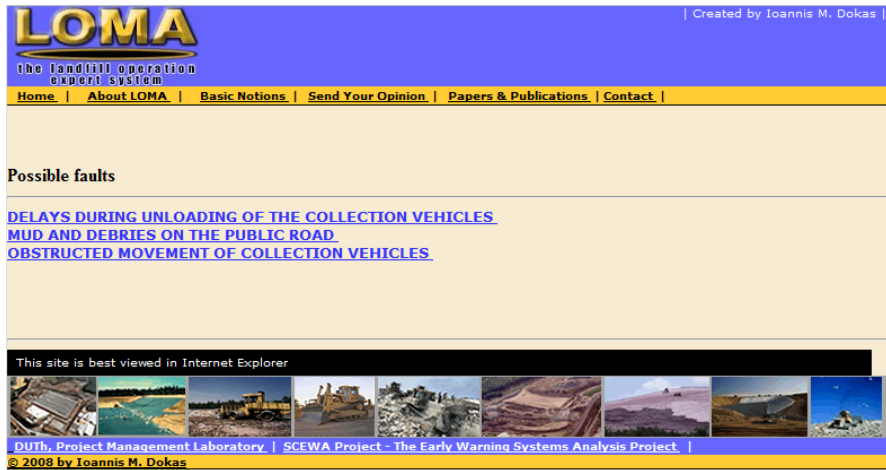 LOMA
the landfill operation
expert system
| Created by Ioannis M. Dokas |
Home | About LOMA | Basic Notions | Send Your Opinion | Papers & Publications | Contact |
Possible faults
DELAYS DURING UNLOADING OF THE COLLECTION VEHICLES
MUD AND DEBRIES ON THE PUBLIC ROAD
OBSTRUCTED MOVEMENT OF COLLECTION VEHICLES
This site is best viewed in Internet Explorer
DUTh, Project Management Laboratory | SCEWA Project - The Early Warning Systems Analysis Project |
© 2008 by Ioannis M. Dokas